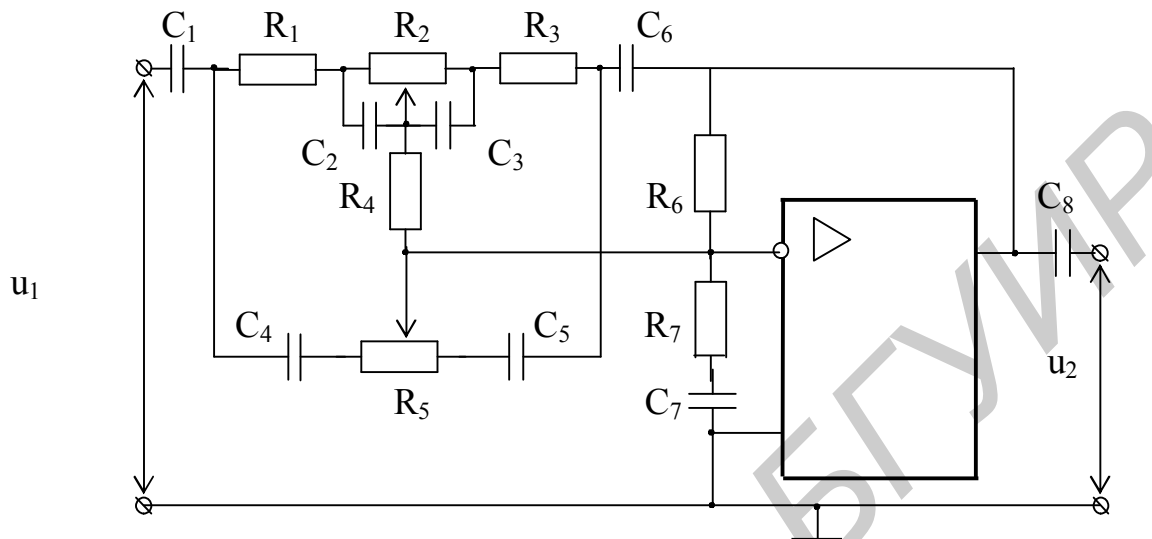 C₁ R₁ R₂ R₃ C₆
C₂ C₃
R₄ R₆ C₈
u₁
C₄ C₅ R₇ u₂
R₅ C₇
БГУИР